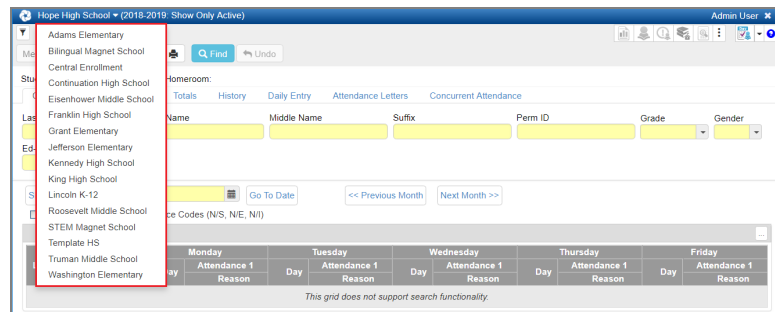 Hope High School ▾ (2018-2019: Show Only Active) Admin User ✖
Adams Elementary
Bilingual Magnet School
Central Enrollment
Continuation High School
Eisenhower Middle School
Franklin High School
Grant Elementary
Jefferson Elementary
Kennedy High School
King High School
Lincoln K-12
Roosevelt Middle School
STEM Magnet School
Template HS
Truman Middle School
Washington Elementary
Me Find Undo
Stu Homeroom:
Totals History Daily Entry Attendance Letters Concurrent Attendance
Las Name Middle Name Suffix Perm ID Grade Gender
Ed-
S Go To Date << Previous Month Next Month >>
ce Codes (N/S, N/E, N/I)
...
Monday Tuesday Wednesday Thursday Friday
ay Attendance 1 Day Attendance 1 Day Attendance 1 Day Attendance 1 Day Attendance 1
Reason Reason Reason Reason Reason
This grid does not support search functionality.